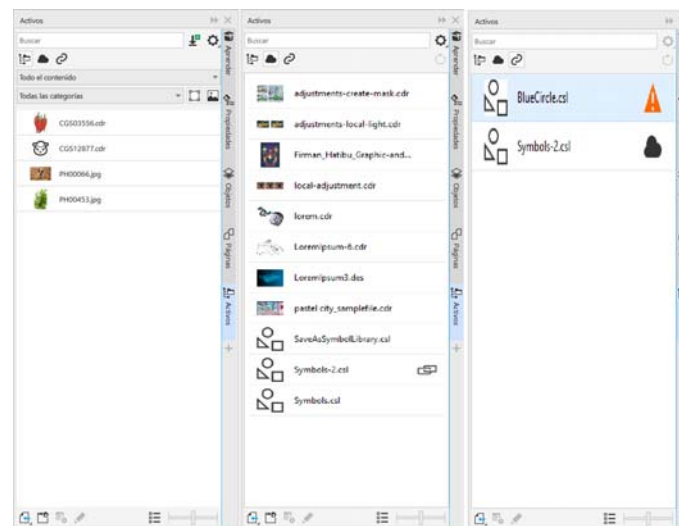 Activos
Buscar
Todo el contenido
Todas las categorías
CGS03556.cdr
CGS12877.cdr
PH00066.jpg
PH00453.jpg
Aprender
Propiedades
Objetos
Páginas
Activos
Activos
Buscar
adjustments-create-mask.cdr
adjustments-local-light.cdr
Firman_Hatibu_Graphic-and...
local-adjustment.cdr
lorem.cdr
Loremipsum-6.cdr
Loremipsum3.des
pastel city_samplefile.cdr
SaveAsSymbolLibrary.csl
Symbols-2.csl
Symbols.csl
Aprender
Propiedades
Objetos
Páginas
Activos
Activos
Buscar
BlueCircle.csl
Symbols-2.csl